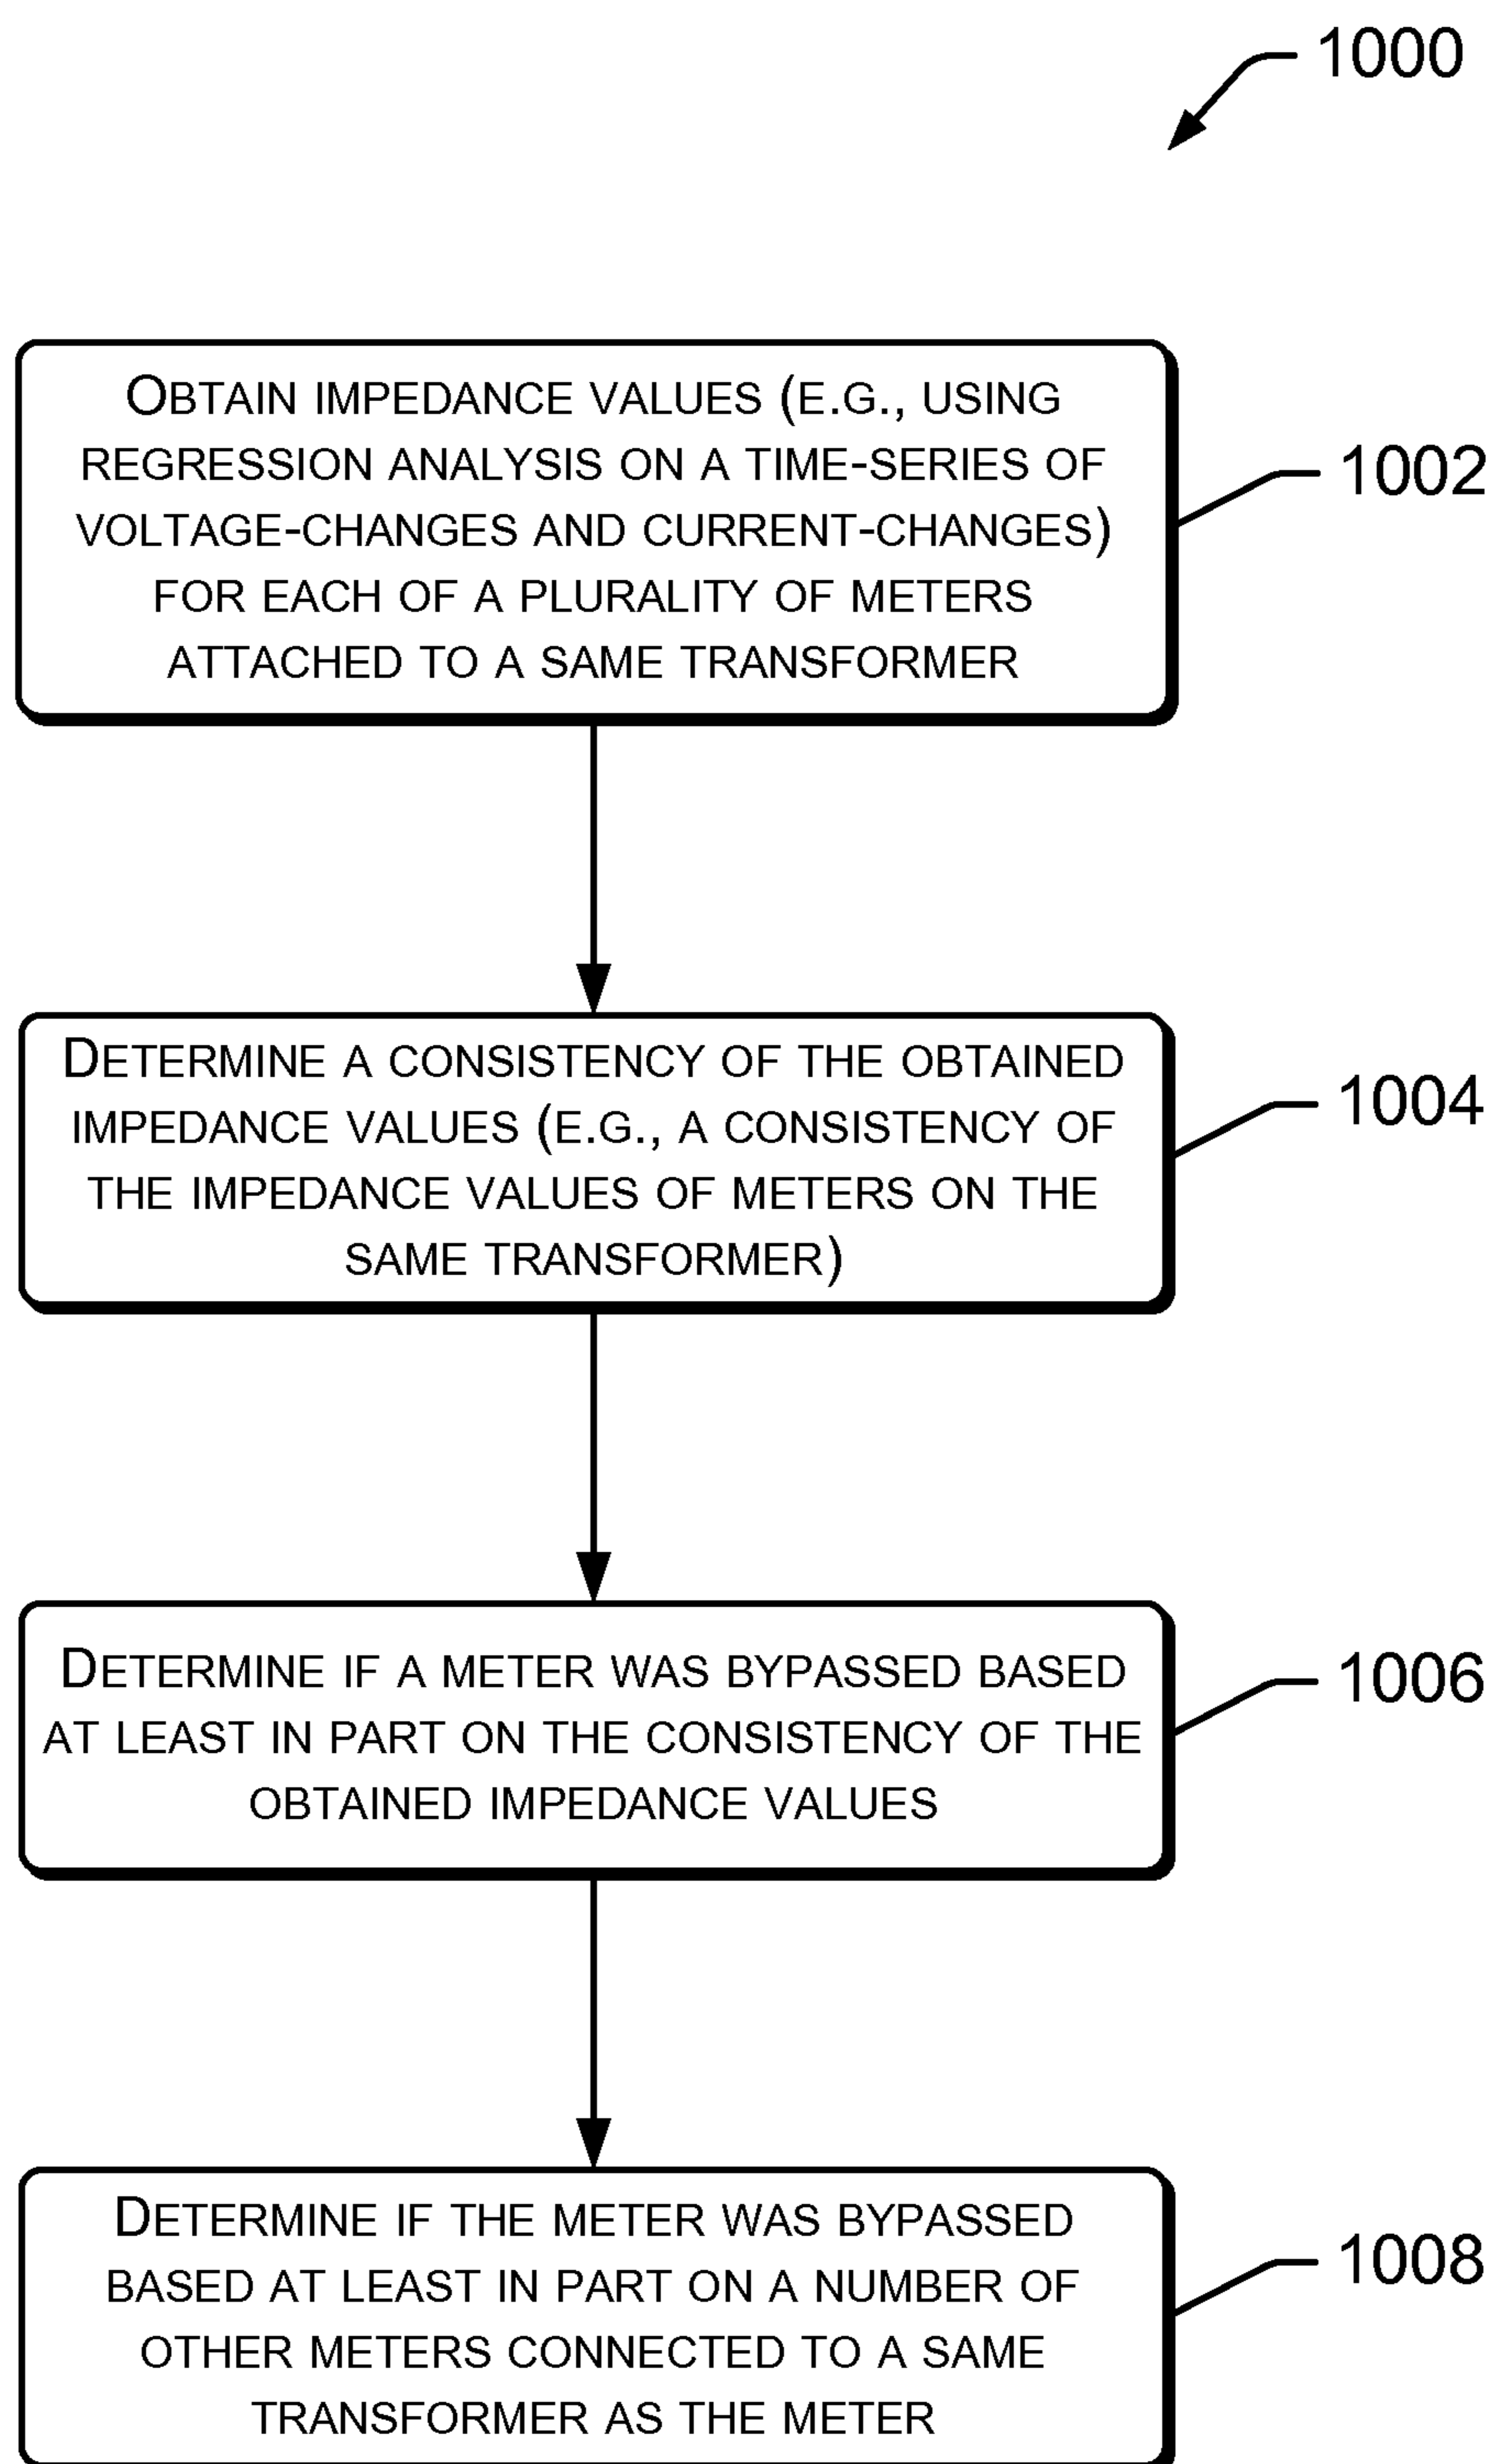 1000
OBTAIN IMPEDANCE VALUES (E.G., USING
REGRESSION ANALYSIS ON A TIME-SERIES OF
VOLTAGE-CHANGES AND CURRENT-CHANGES)
FOR EACH OF A PLURALITY OF METERS
ATTACHED TO A SAME TRANSFORMER
1002
DETERMINE A CONSISTENCY OF THE OBTAINED
IMPEDANCE VALUES (E.G., A CONSISTENCY OF
THE IMPEDANCE VALUES OF METERS ON THE
SAME TRANSFORMER)
1004
DETERMINE IF A METER WAS BYPASSED BASED
AT LEAST IN PART ON THE CONSISTENCY OF THE
OBTAINED IMPEDANCE VALUES
1006
DETERMINE IF THE METER WAS BYPASSED
BASED AT LEAST IN PART ON A NUMBER OF
OTHER METERS CONNECTED TO A SAME
TRANSFORMER AS THE METER
1008